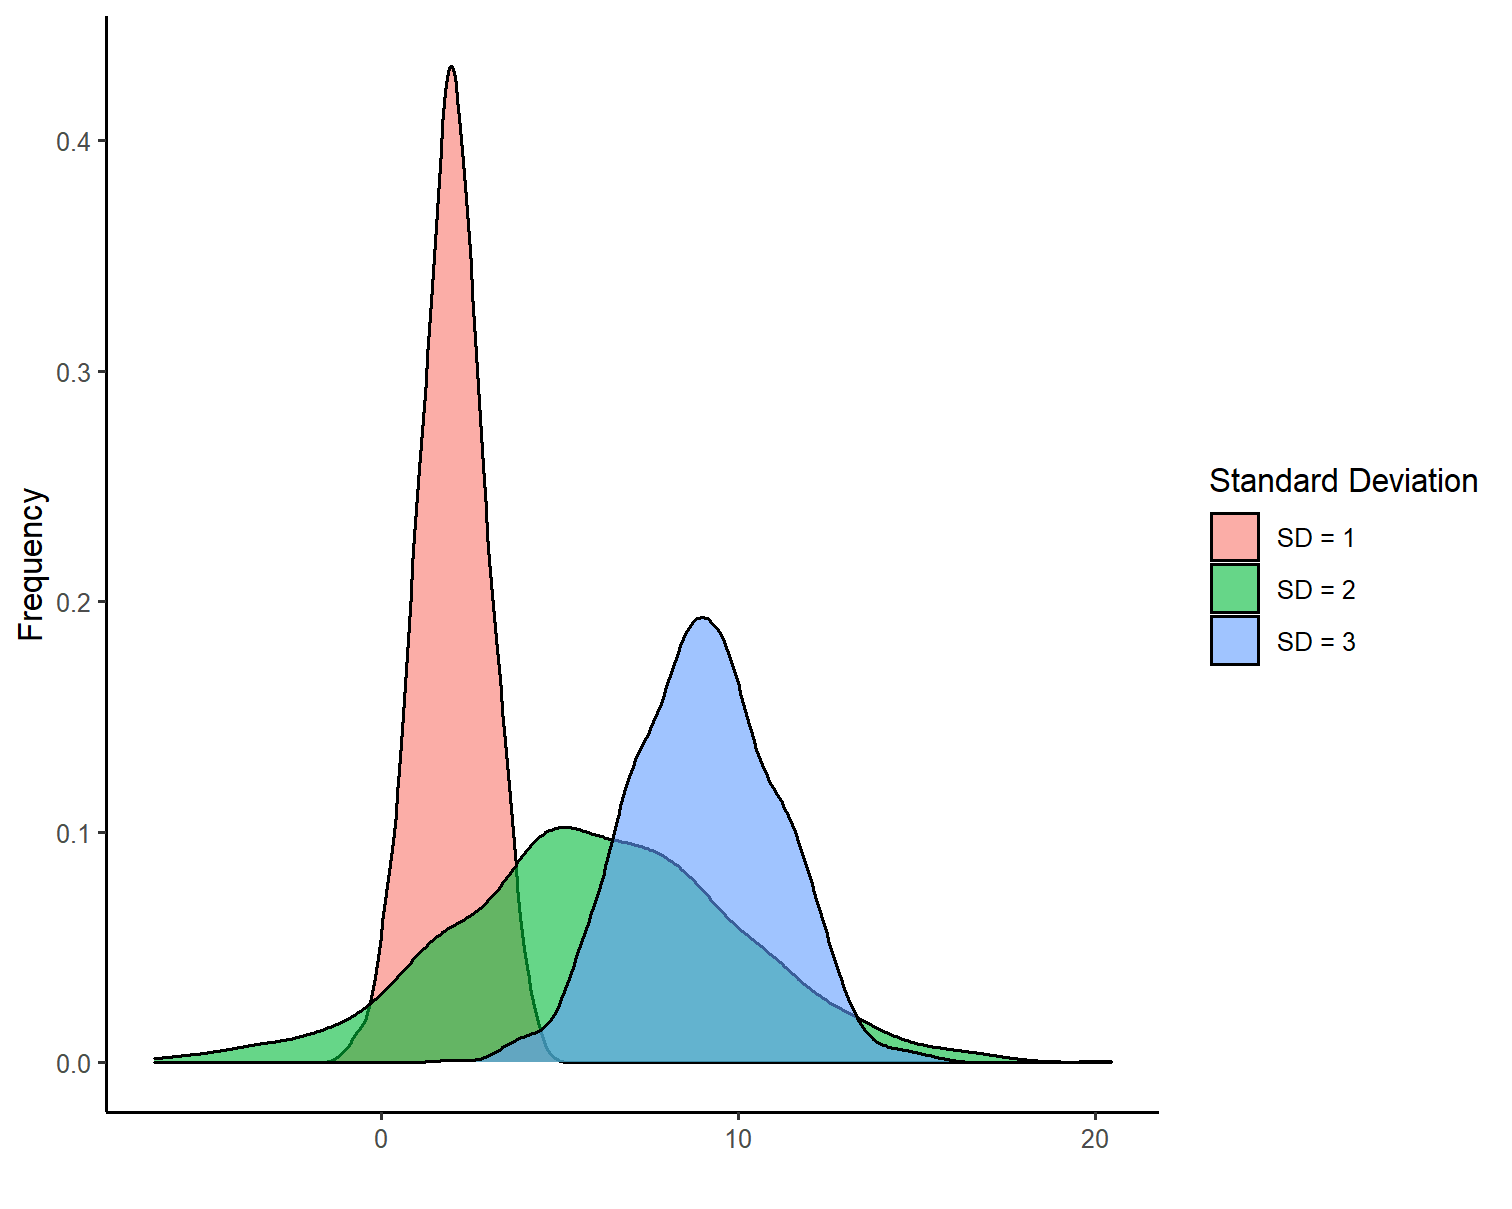 0.4
0.3
0.2
0.1
0.0
Frequency
0
10
20
Standard Deviation
SD = 1
SD = 2
SD = 3